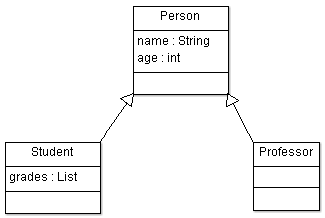 Person
name : String
age : int
Student
grades : List
Professor